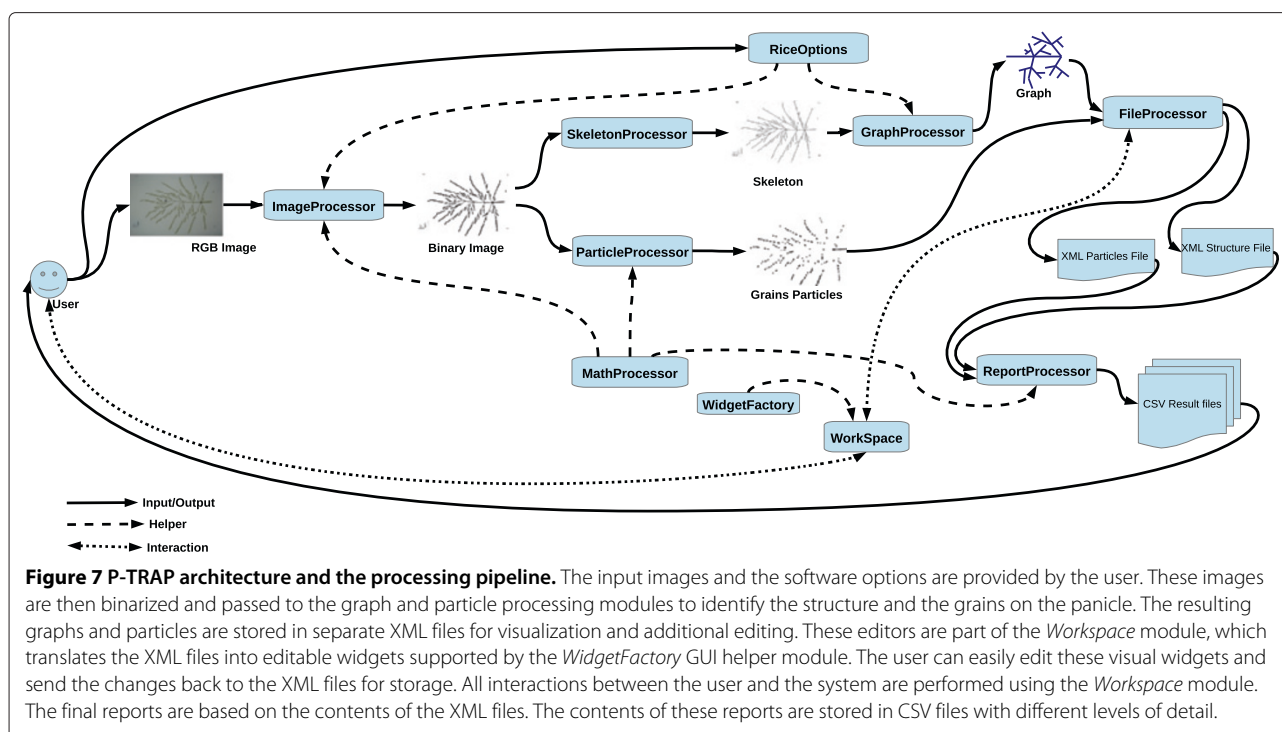 RiceOptions
Graph
FileProcessor
SkeletonProcessor
GraphProcessor
Skeleton
ImageProcessor
RGB Image
Binary Image
ParticleProcessor
Grains Particles
XML Particles File
XML Structure File
User
MathProcessor
ReportProcessor
WidgetFactory
CSV Result files
WorkSpace
Input/Output
Helper
Interaction
Figure 7 P-TRAP architecture and the processing pipeline. The input images and the software options are provided by the user. These images
are then binarized and passed to the graph and particle processing modules to identify the structure and the grains on the panicle. The resulting
graphs and particles are stored in separate XML files for visualization and additional editing. These editors are part of the Workspace module, which
translates the XML files into editable widgets supported by the WidgetFactory GUI helper module. The user can easily edit these visual widgets and
send the changes back to the XML files for storage. All interactions between the user and the system are performed using the Workspace module.
The final reports are based on the contents of the XML files. The contents of these reports are stored in CSV files with different levels of detail.